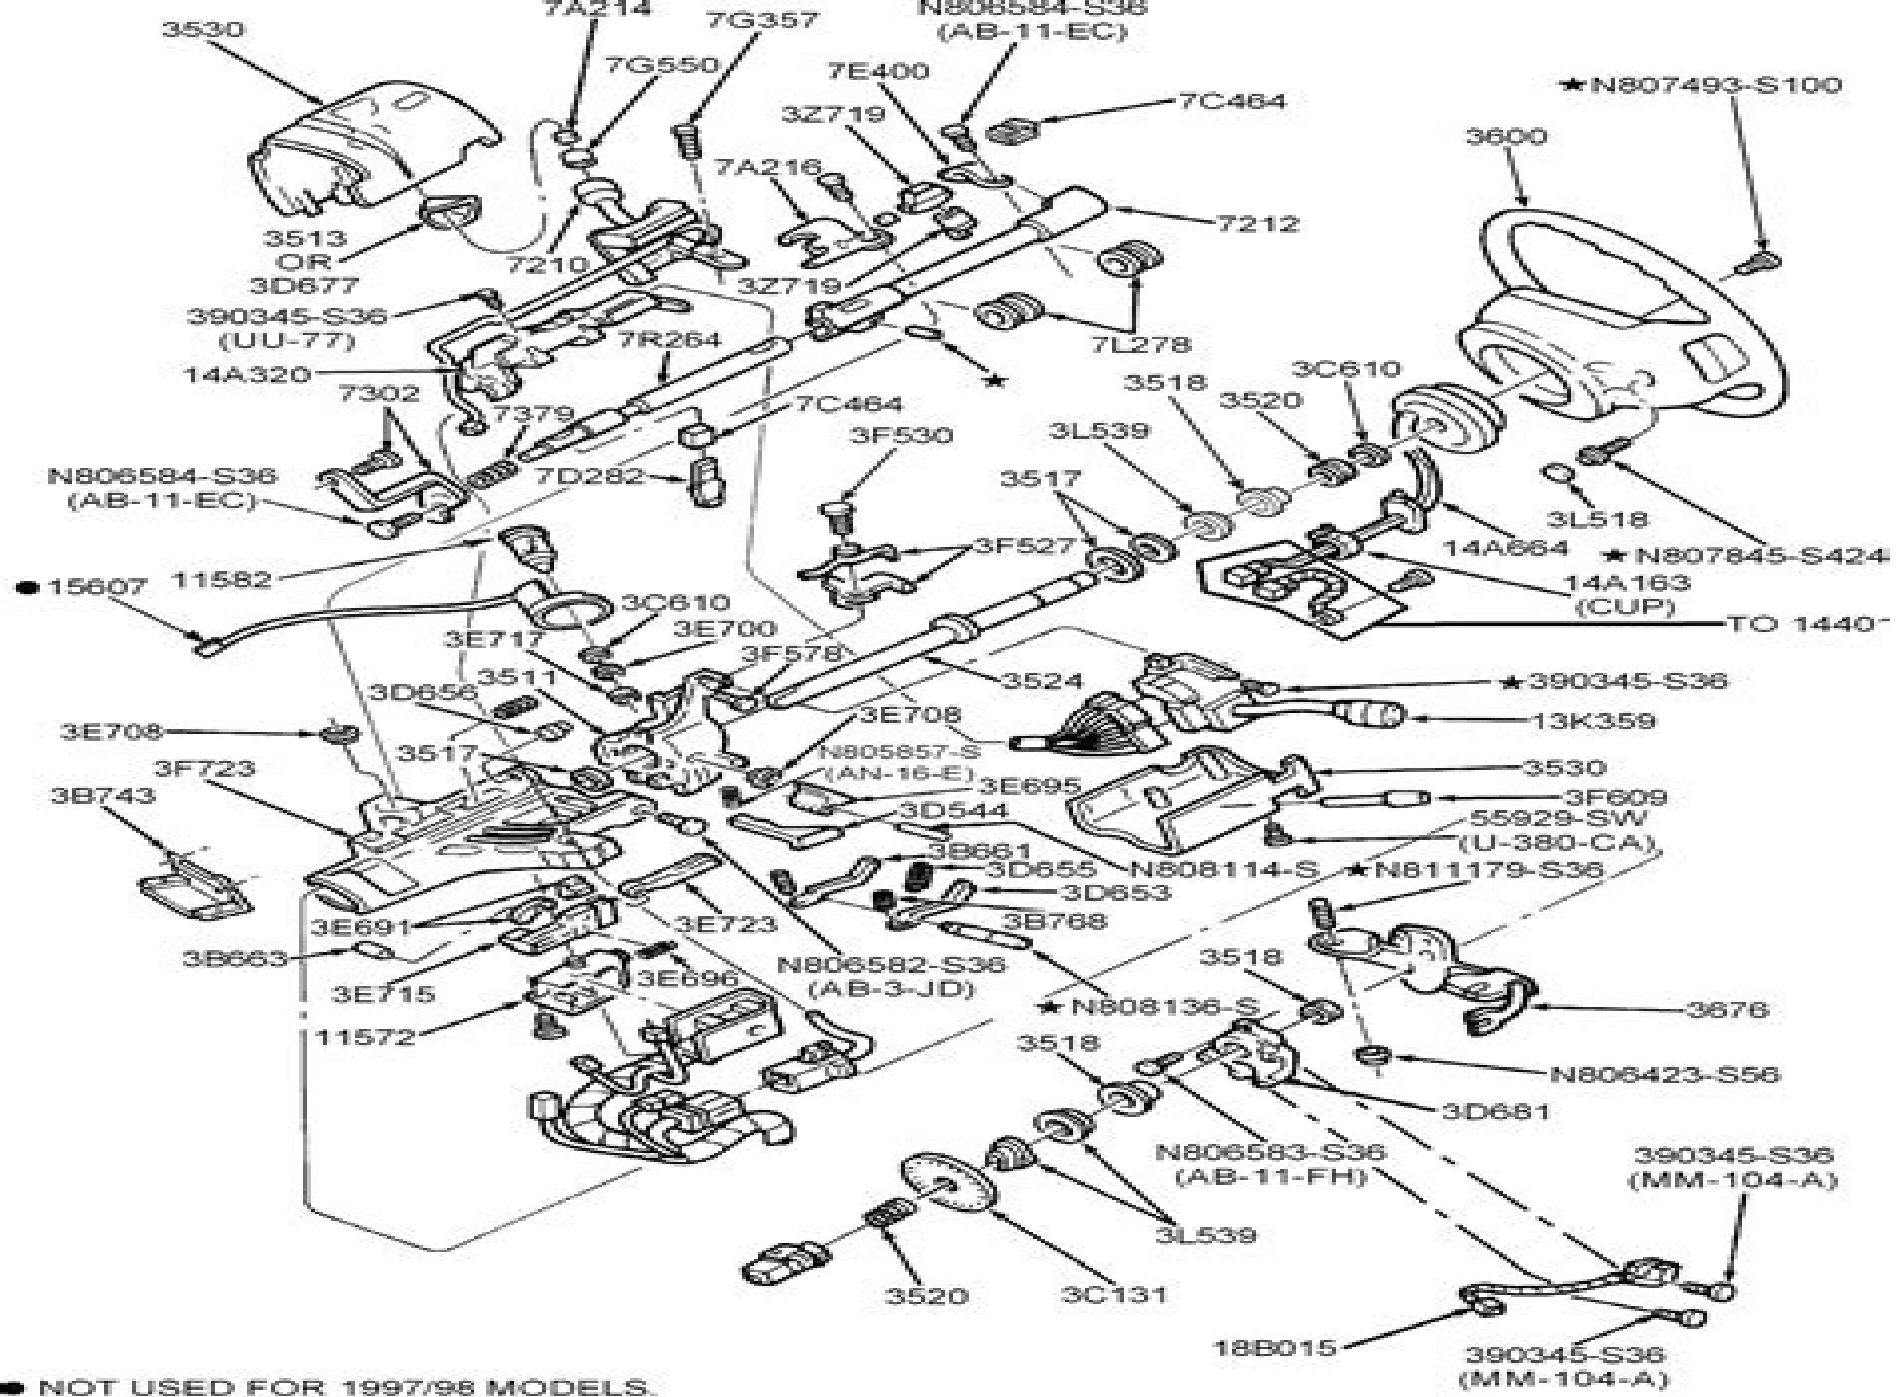 7A214
N806584-S36
(AB-11-EC)
3530
7G357
7G550
7E400
3Z719
7C464
★N807493-S100
3600
7A216
7212
3513
OR
3D677
7210
3Z719
390345-S36
(UU-77)
7R264
7L278
14A320
★
3C610
3518
7302
3520
7379
7C464
3F530
3L539
N806584-S36
(AB-11-EC)
7D282
3517
3L518
3F527
14A664
★N807845-S424
● 15607
11582
14A163
(CUP)
3C610
TO 14401
3E700
3E717
3F578
3511
3D656
3524
★390345-S36
3E708
13K359
3E708
3517
N805857-S
(AN-16-E)
3F723
3530
3E695
3B743
3F609
3D544
55929-SW
(U-380-CA)
3B661
3D655
N808114-S
★N811179-S36
3D653
3E691
3E723
3B768
3B663
N806582-S36
(AB-3-JD)
3518
3E696
3E715
★N808136-S
3676
11572
3518
N806423-S56
3D681
N806583-S36
(AB-11-FH)
390345-S36
(MM-104-A)
3L539
3520
3C131
18B015
390345-S36
(MM-104-A)
● NOT USED FOR 1997/98 MODELS.